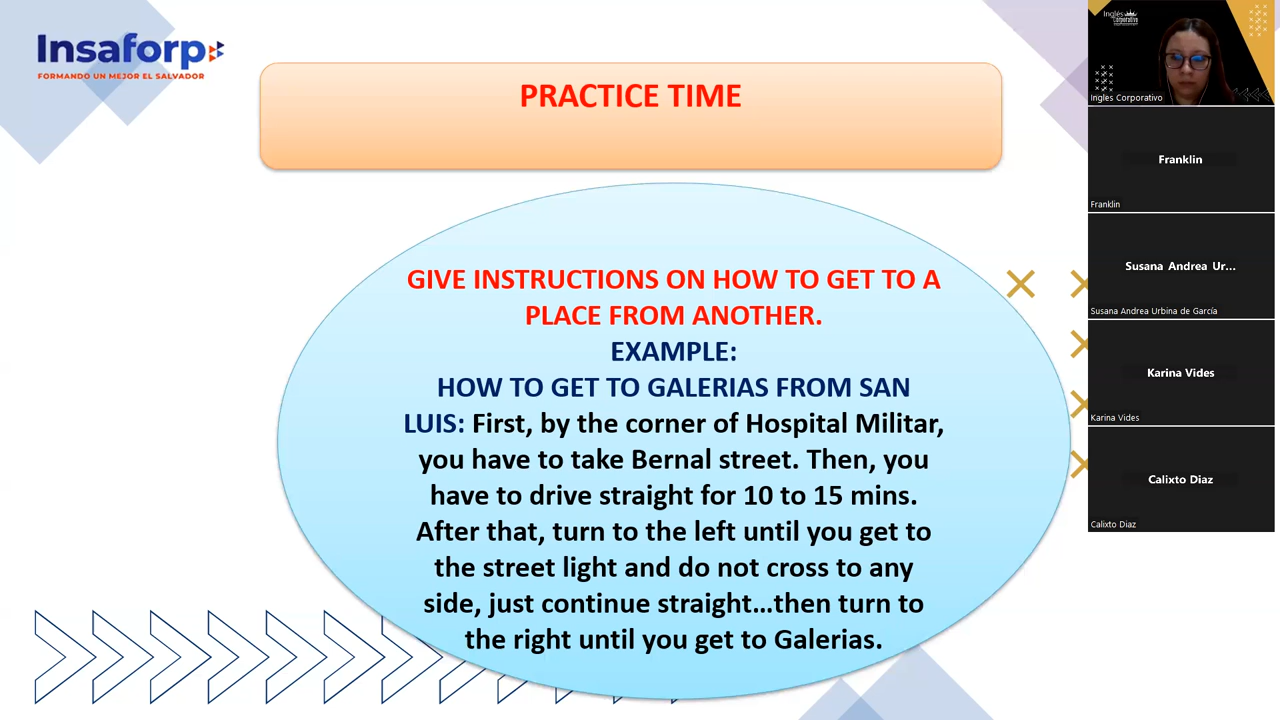 Insaforp
FORMANDO UN MEJOR EL SALVADOR
PRACTICE TIME
GIVE INSTRUCTIONS ON HOW TO GET TO A
PLACE FROM ANOTHER.
EXAMPLE:
HOW TO GET TO GALERIAS FROM SAN
LUIS: First, by the corner of Hospital Militar,
you have to take Bernal street. Then, you
have to drive straight for 10 to 15 mins.
After that, turn to the left until you get to
the street light and do not cross to any
side, just continue straight…then turn to
the right until you get to Galerias.
Inglés
Corporativo
Ingles Corporativo
Franklin
Franklin
Susana Andrea Ur...
Susana Andrea Urbina de García
Karina Vides
Karina Vides
Calixto Diaz
Calixto Diaz